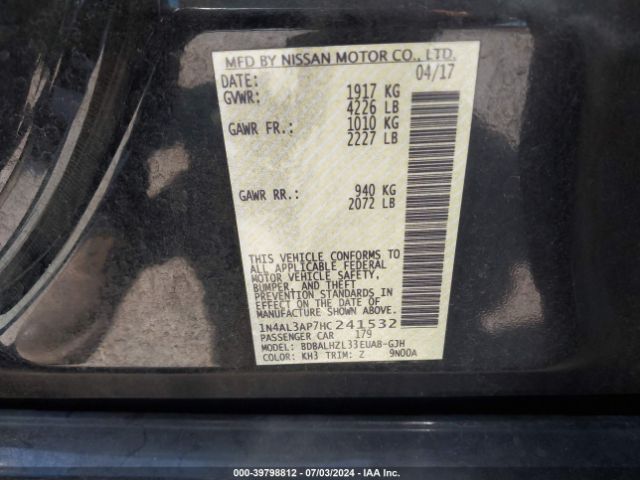 MFD BY NISSAN MOTOR CO., LTD.
DATE: 04/17
GVWR: 1917 KG
4226 LB
GAWR FR.: 1010 KG
2227 LB
GAWR RR.: 940 KG
2072 LB
THIS VEHICLE CONFORMS TO
ALL APPLICABLE FEDERAL
MOTOR VEHICLE SAFETY,
BUMPER, AND THEFT
PREVENTION STANDARDS IN
EFFECT ON THE DATE OF
MANUFACTURE SHOWN ABOVE.
1N4AL3AP7HC241532
PASSENGER CAR 179
MODEL: BDBALHZL33EUA8-GJH
COLOR: KH3 TRIM: Z 9N00A
000-39798812 - 07/03/2024 - IAA Inc.